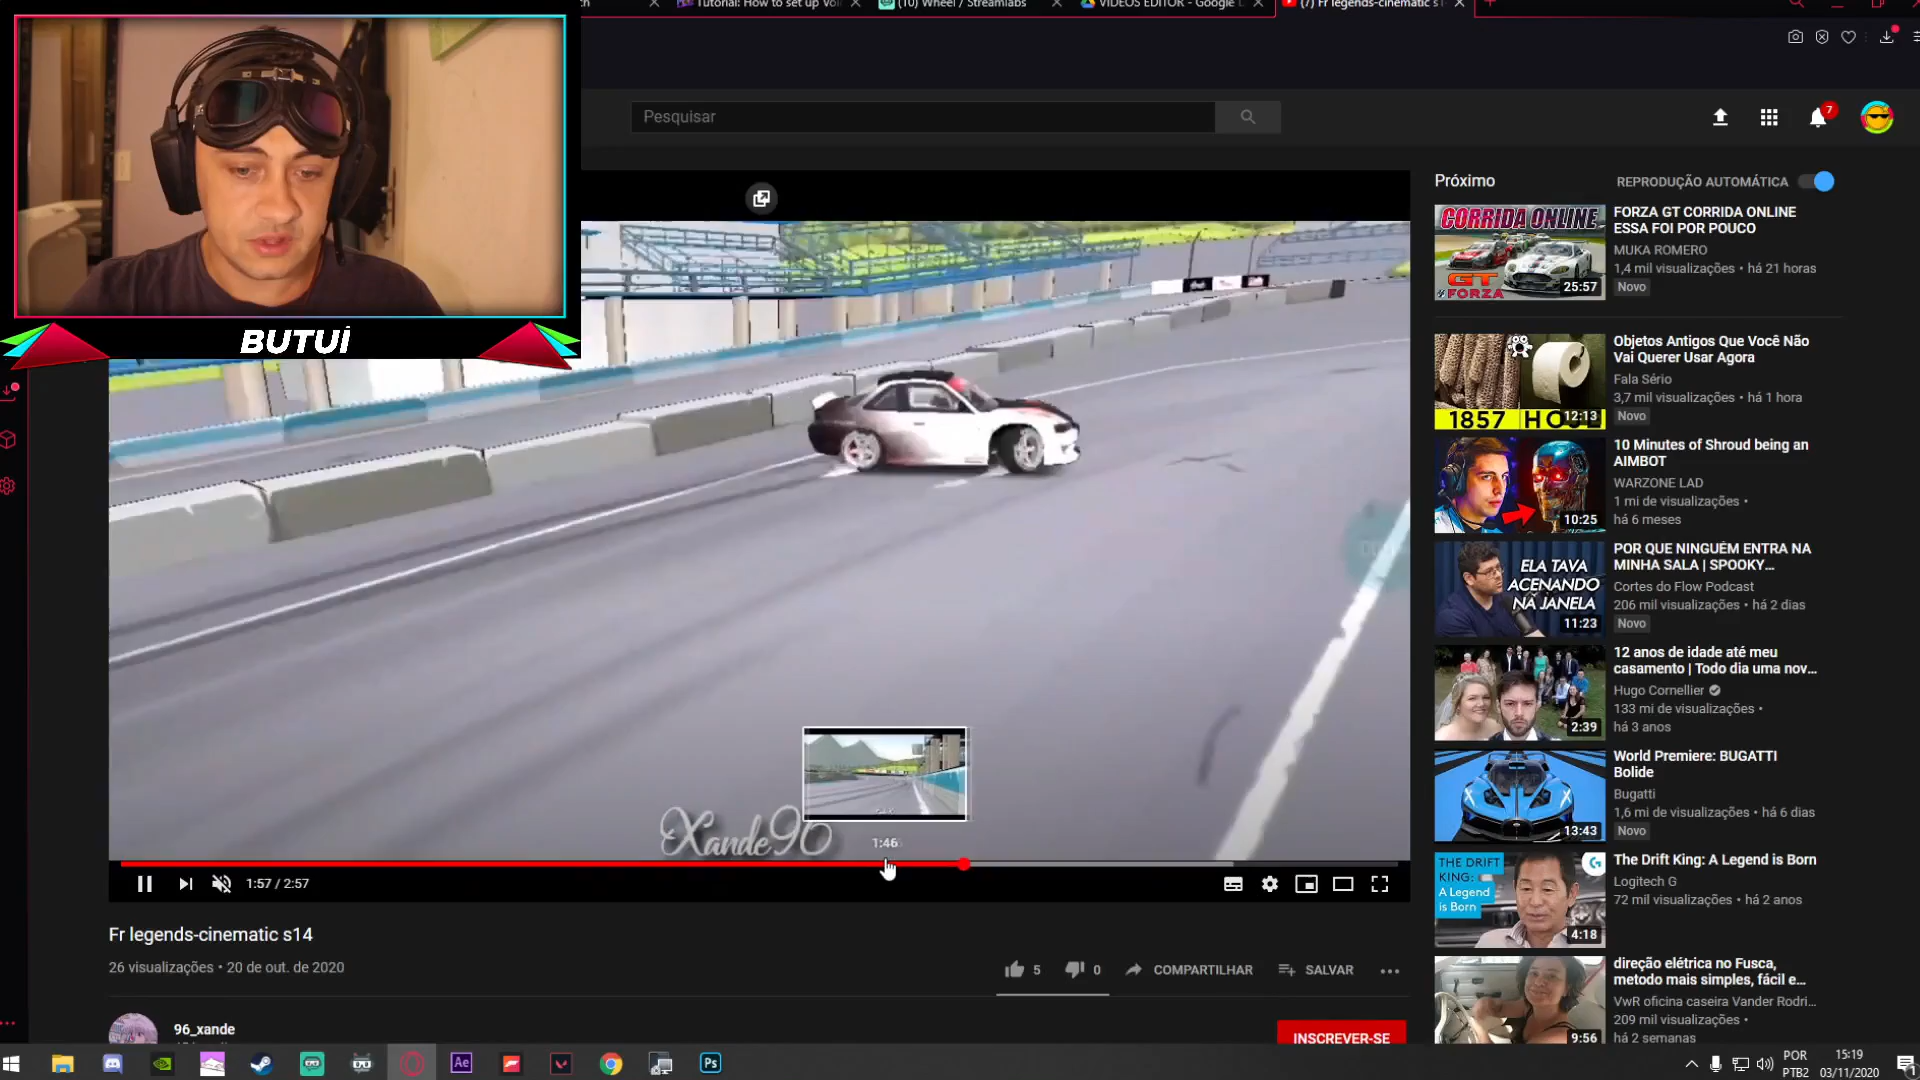 Tutorial: How to set up Voi
(10) Wheel / Streamlabs
VIDEOS EDITOR - Google
(7) Fr legends-cinematic s1
Pesquisar
7
BUTUÍ
Xande96
1:46
1:57 / 2:57
Fr legends-cinematic s14
26 visualizações • 20 de out. de 2020
5
0
COMPARTILHAR
SALVAR
96_xande
INSCREVER-SE
Próximo
REPRODUÇÃO AUTOMÁTICA
CORRIDA ONLINE
GT
FORZA
25:57
FORZA GT CORRIDA ONLINE
ESSA FOI POR POUCO
MUKA ROMERO
1,4 mil visualizações • há 21 horas
Novo
1857
12:13
Objetos Antigos Que Você Não
Vai Querer Usar Agora
Fala Sério
3,7 mil visualizações • há 1 hora
Novo
10:25
10 Minutes of Shroud being an
AIMBOT
WARZONE LAD
1 mi de visualizações •
há 6 meses
ELA TAVA
ACENANDO
NA JANELA
11:23
POR QUE NINGUÉM ENTRA NA
MINHA SALA | SPOOKY...
Cortes do Flow Podcast
206 mil visualizações • há 2 dias
Novo
2:39
12 anos de idade até meu
casamento | Todo dia uma nov...
Hugo Cornellier
133 mi de visualizações •
há 3 anos
13:43
World Premiere: BUGATTI
Bolide
Bugatti
1,6 mi de visualizações • há 6 dias
Novo
THE DRIFT
KING:
A Legend
is Born
4:18
The Drift King: A Legend is Born
Logitech G
72 mil visualizações • há 2 anos
9:56
direção elétrica no Fusca,
metodo mais simples, fácil e...
VwR oficina caseira Vander Rodri...
209 mil visualizações •
há 2 semanas
Ae
Ps
POR
PTB2
15:19
03/11/2020
1